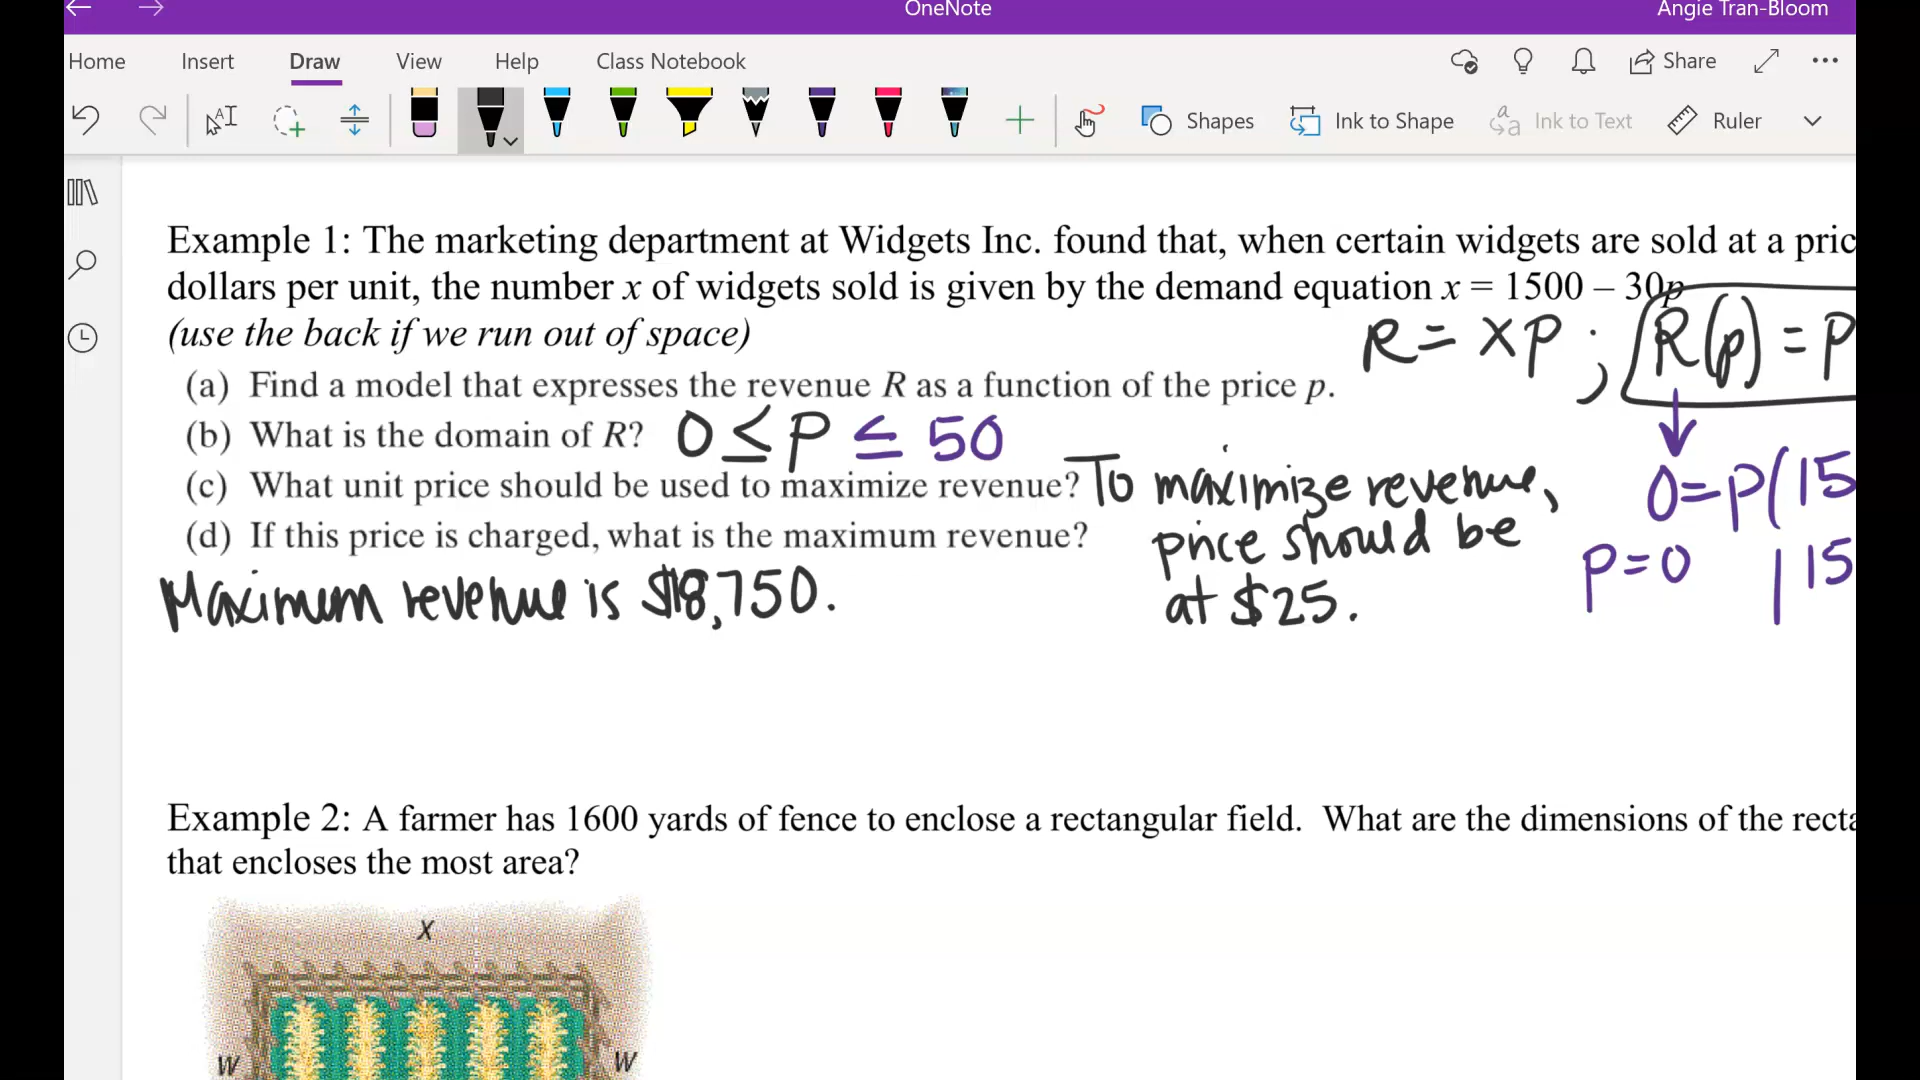 OneNote
Angie Tran-Bloom
Home Insert Draw View Help Class Notebook Share
Shapes Ink to Shape Ink to Text Ruler
Example 1: The marketing department at Widgets Inc. found that, when certain widgets are sold at a pric
dollars per unit, the number x of widgets sold is given by the demand equation x = 1500 – 30p
(use the back if we run out of space)
R = xp ; R(p) = p
(a) Find a model that expresses the revenue R as a function of the price p.
(b) What is the domain of R? 0 ≤ p ≤ 50
(c) What unit price should be used to maximize revenue? To maximize revenue,
price should be
at $25.
0=p(15
p=0 | 15
(d) If this price is charged, what is the maximum revenue?
Maximum revenue is $18,750.
Example 2: A farmer has 1600 yards of fence to enclose a rectangular field. What are the dimensions of the recta
that encloses the most area?
x
w w